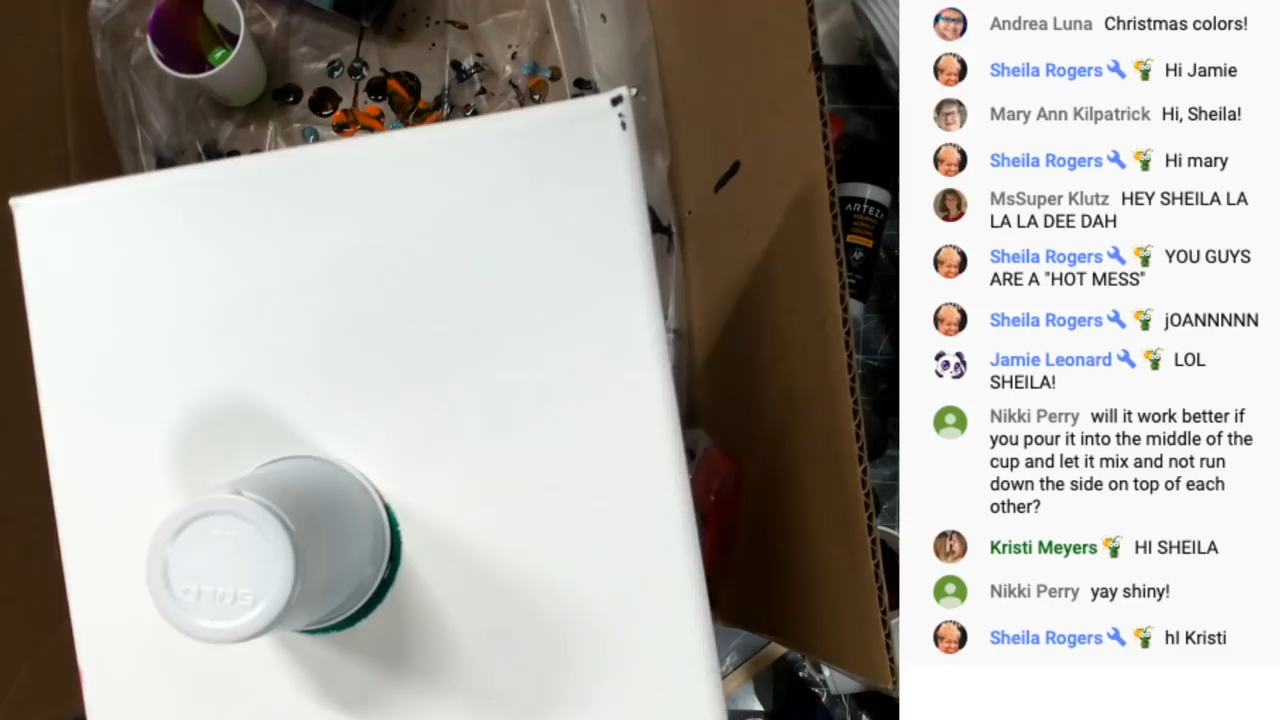 Andrea Luna Christmas colors!
Sheila Rogers Hi Jamie
Mary Ann Kilpatrick Hi, Sheila!
Sheila Rogers Hi mary
MsSuper Klutz HEY SHEILA LA
LA LA DEE DAH
Sheila Rogers YOU GUYS
ARE A "HOT MESS"
Sheila Rogers jOANNNNN
Jamie Leonard LOL
SHEILA!
Nikki Perry will it work better if
you pour it into the middle of the
cup and let it mix and not run
down the side on top of each
other?
Kristi Meyers HI SHEILA
Nikki Perry yay shiny!
Sheila Rogers hI Kristi
ARTEZA
SOLO